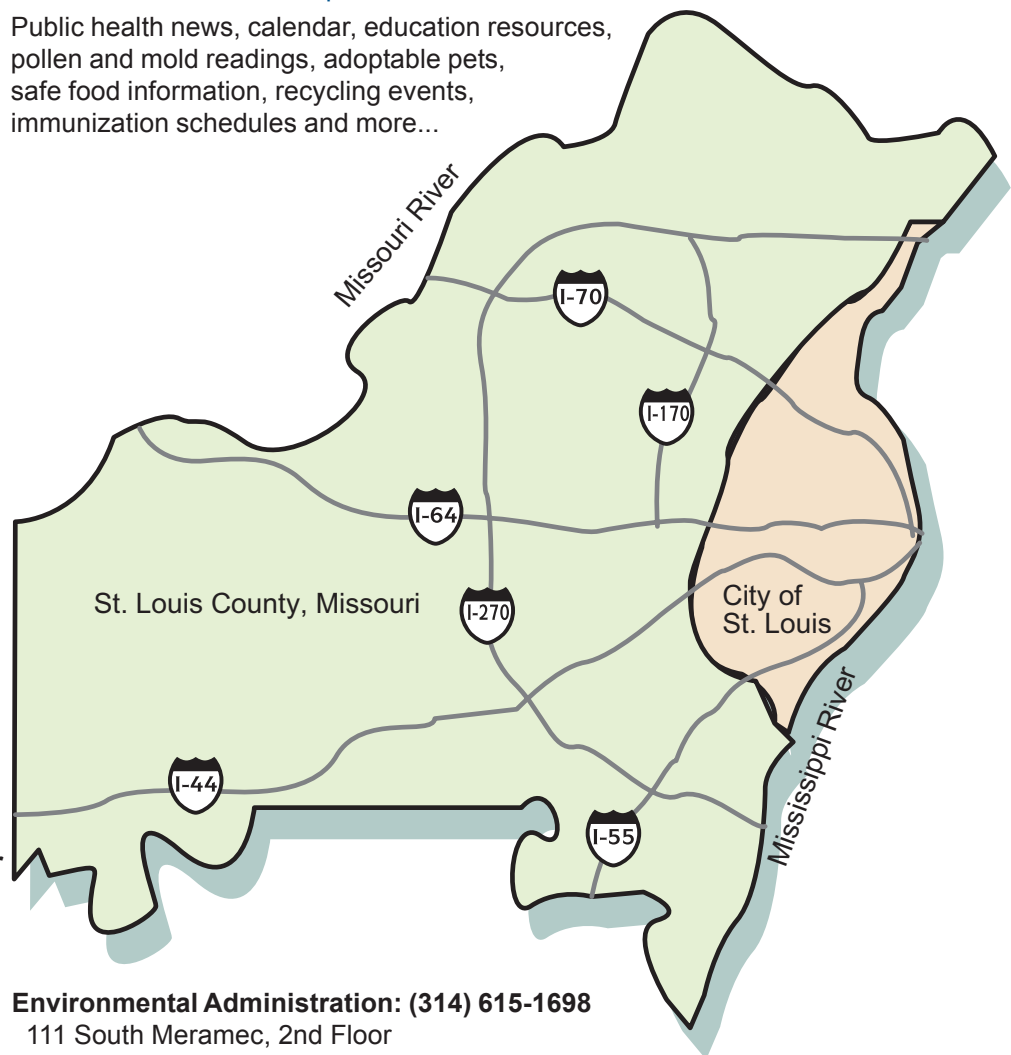 Public health news, calendar, education resources,
pollen and mold readings, adoptable pets,
safe food information, recycling events,
immunization schedules and more...
Missouri River
I-70
I-170
I-64
St. Louis County, Missouri
I-270
City of
St. Louis
Mississippi River
I-44
I-55
Environmental Administration: (314) 615-1698
111 South Meramec, 2nd Floor